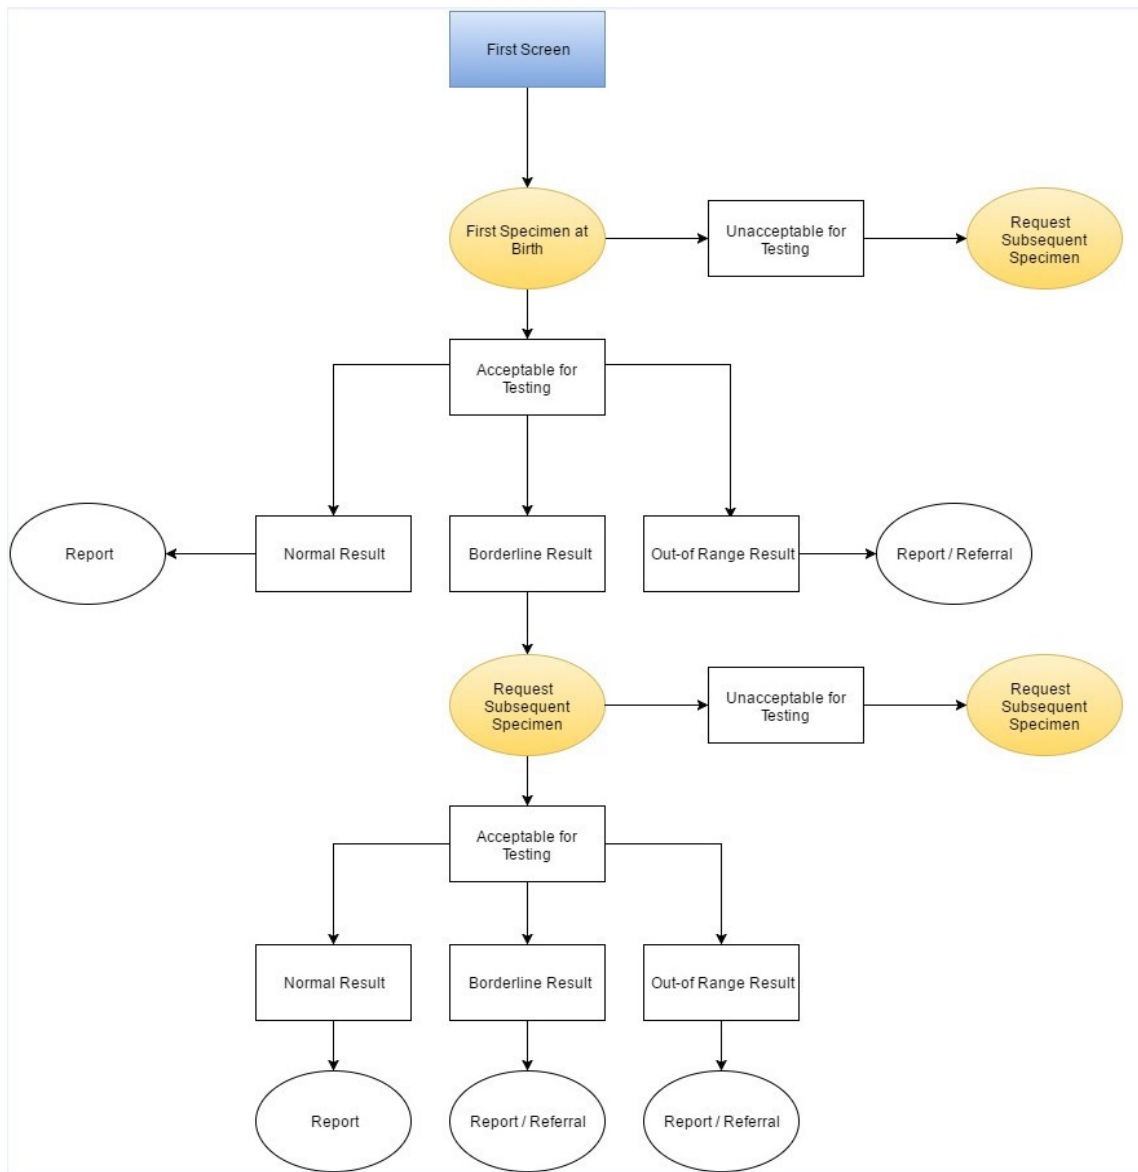 First Screen
First Specimen at
Birth
Unacceptable for
Testing
Request
Subsequent
Specimen
Acceptable for
Testing
Report
Normal Result
Borderline Result
Out-of Range Result
Report / Referral
Request
Subsequent
Specimen
Unacceptable for
Testing
Request
Subsequent
Specimen
Acceptable for
Testing
Normal Result
Borderline Result
Out-of Range Result
Report
Report / Referral
Report / Referral